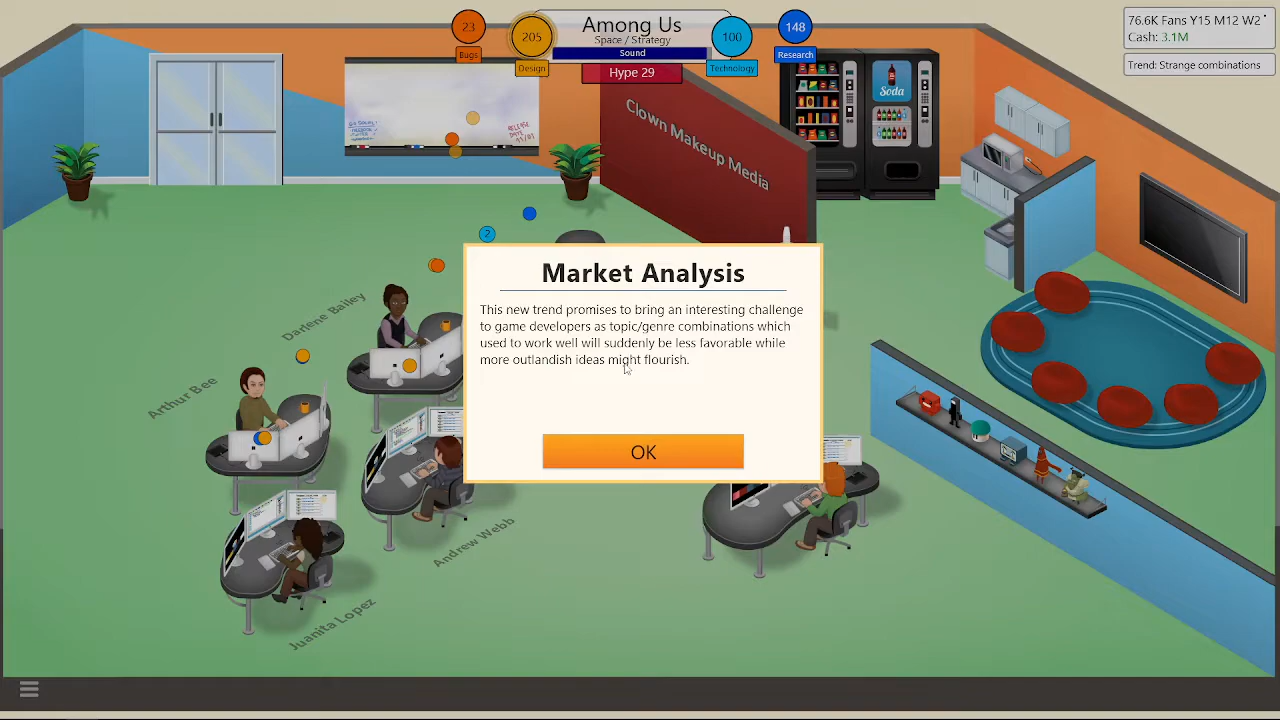 23
Bugs
205
Design
Among Us
Space / Strategy
Sound
Hype 29
100
Technology
148
Research
76.6K Fans Y15 M12 W2
Cash: 3.1M
Trend: Strange combinations
Soda
Clown Makeup Media
RELEASE
DATE
2
Market Analysis
This new trend promises to bring an interesting challenge
to game developers as topic/genre combinations which
used to work well will suddenly be less favorable while
more outlandish ideas might flourish.
OK
Darlene Bailey
Arthur Bee
Andrew Webb
Juanita Lopez